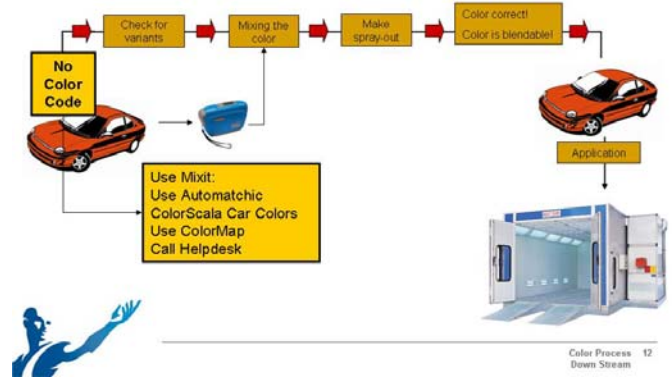 Check for
variants
Mixing the
color
Make
spray-out
Color correct!
Color is blendable!
No
Color
Code
Application
Use Mixit:
Use Automatchic
ColorScala Car Colors
Use ColorMap
Call Helpdesk
Color Process 12
Down Stream